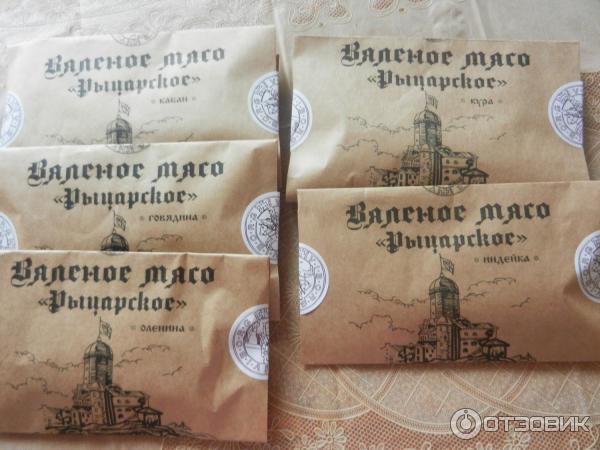 Вяленое мясо
«Рыцарское»
кабан
Вяленое мясо
«Рыцарское»
говядина
Вяленое мясо
«Рыцарское»
оленина
Вяленое мясо
«Рыцарское»
кура
Вяленое мясо
«Рыцарское»
индейка
ОТЗОВИК